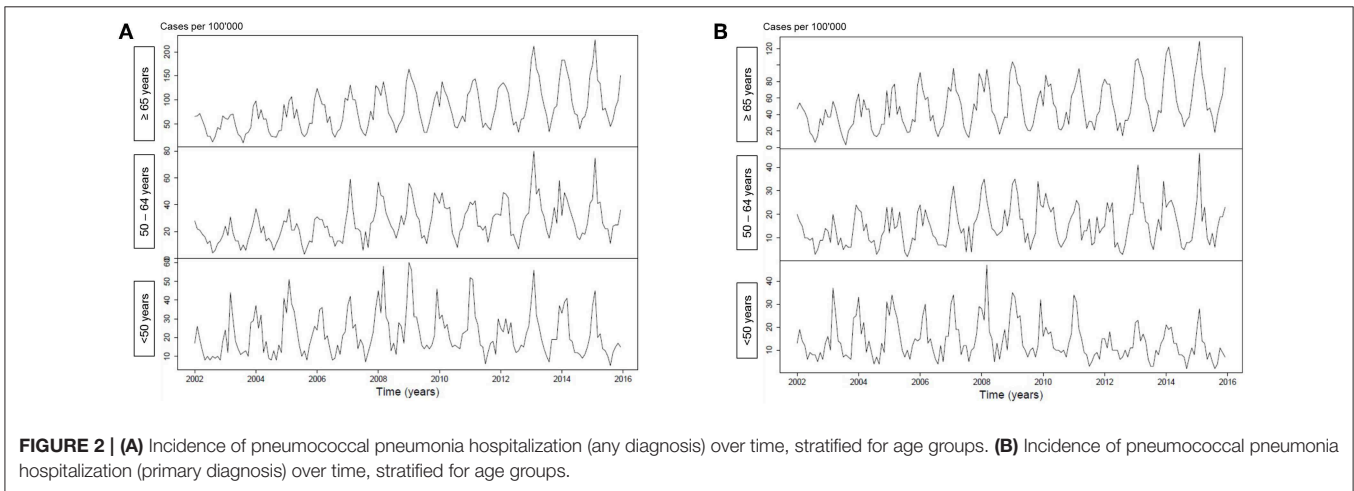 A
Cases per 100'000
≥ 65 years
200
150
100
50
50 – 64 years
80
60
40
20
<50 years
60
50
40
30
20
10
2002 2004 2006 2008 2010 2012 2014 2016
Time (years)
B
Cases per 100'000
≥ 65 years
120
80
60
40
20
0
50 – 64 years
40
30
20
10
<50 years
40
30
20
10
2002 2004 2006 2008 2010 2012 2014 2016
Time (years)
FIGURE 2 | (A) Incidence of pneumococcal pneumonia hospitalization (any diagnosis) over time, stratified for age groups. (B) Incidence of pneumococcal pneumonia
hospitalization (primary diagnosis) over time, stratified for age groups.